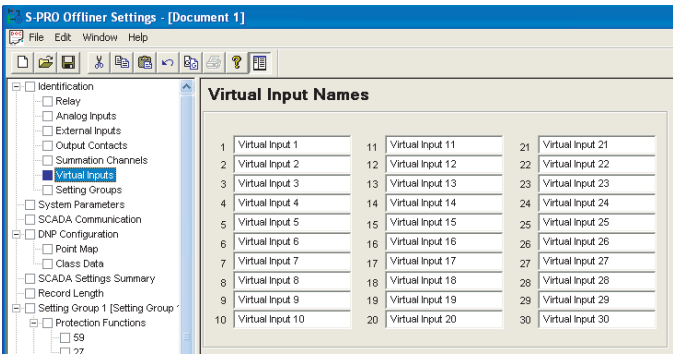 S-PRO Offliner Settings - [Document 1]
File Edit Window Help
Identification
Relay
Analog Inputs
External Inputs
Output Contacts
Summation Channels
Virtual Inputs
Setting Groups
System Parameters
SCADA Communication
DNP Configuration
Point Map
Class Data
SCADA Settings Summary
Record Length
Setting Group 1 [Setting Group
Protection Functions
59
27
Virtual Input Names
1 Virtual Input 1 11 Virtual Input 11 21 Virtual Input 21
2 Virtual Input 2 12 Virtual Input 12 22 Virtual Input 22
3 Virtual Input 3 13 Virtual Input 13 23 Virtual Input 23
4 Virtual Input 4 14 Virtual Input 14 24 Virtual Input 24
5 Virtual Input 5 15 Virtual Input 15 25 Virtual Input 25
6 Virtual Input 6 16 Virtual Input 16 26 Virtual Input 26
7 Virtual Input 7 17 Virtual Input 17 27 Virtual Input 27
8 Virtual Input 8 18 Virtual Input 18 28 Virtual Input 28
9 Virtual Input 9 19 Virtual Input 19 29 Virtual Input 29
10 Virtual Input 10 20 Virtual Input 20 30 Virtual Input 30